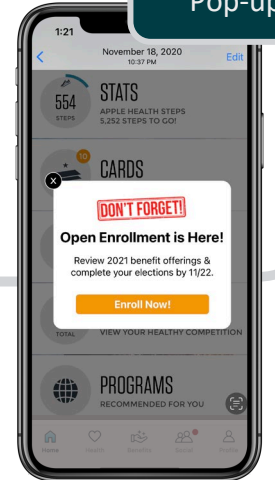 Pop-up
1:21
November 18, 2020
10:37 PM
Edit
554
STEPS
STATS
APPLE HEALTH STEPS
5,252 STEPS TO GO!
10
CARDS
X
DON'T FORGET!
Open Enrollment is Here!
Review 2021 benefit offerings &
complete your elections by 11/22.
Enroll Now!
TOTAL
VIEW YOUR HEALTHY COMPETITION
PROGRAMS
RECOMMENDED FOR YOU
Home
Health
Benefits
Social
Profile